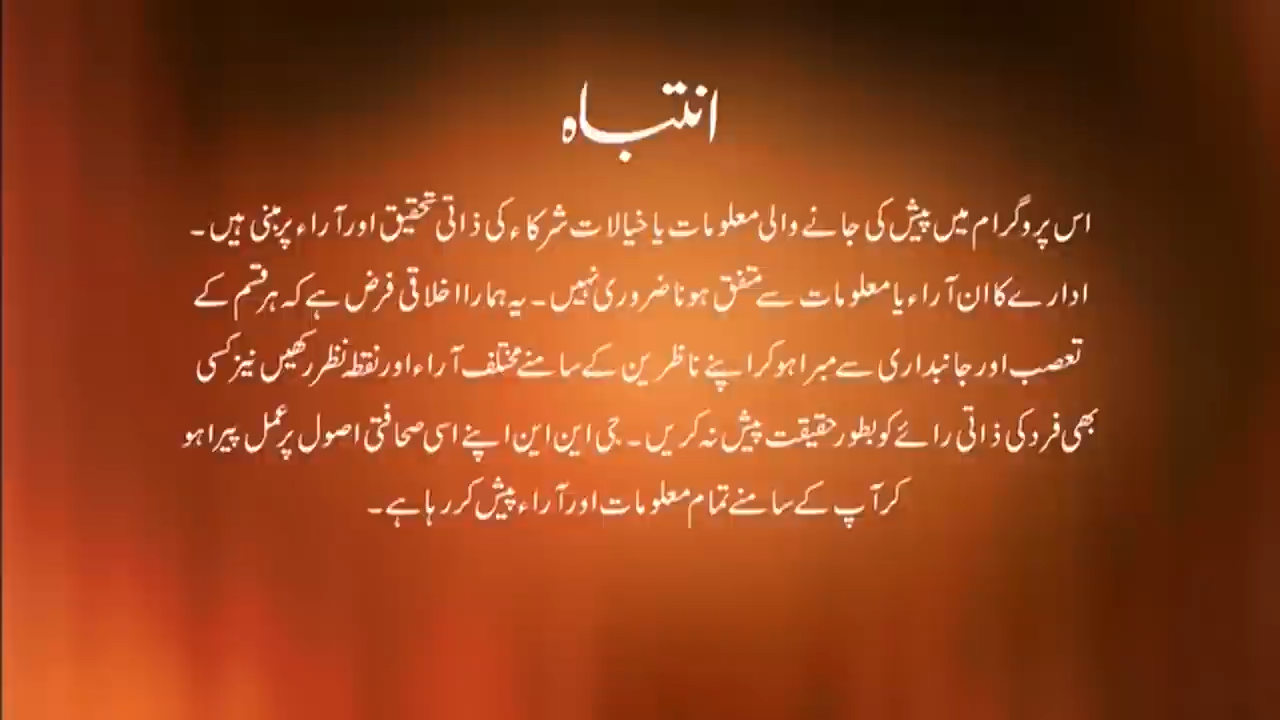 انتباہ
اس پروگرام میں پیش کی جانے والی معلومات یا خیالات شرکاء کی ذاتی تحقیق اور آراء پر مبنی ہیں۔
ادارے کا ان آراء یا معلومات سے متفق ہونا ضروری نہیں۔ یہ ہمارا اخلاقی فرض ہے کہ ہر قسم کے
تعصب اور جانبداری سے مبرا ہو کر اپنے ناظرین کے سامنے مختلف آراء اور نقطہ نظر رکھیں نیز کسی
بھی فرد کی ذاتی رائے کو بطور حقیقت پیش نہ کریں۔ جی این این اپنے اسی صحافتی اصول پر عمل پیرا ہو
کر آپ کے سامنے تمام معلومات اور آراء پیش کر رہا ہے۔